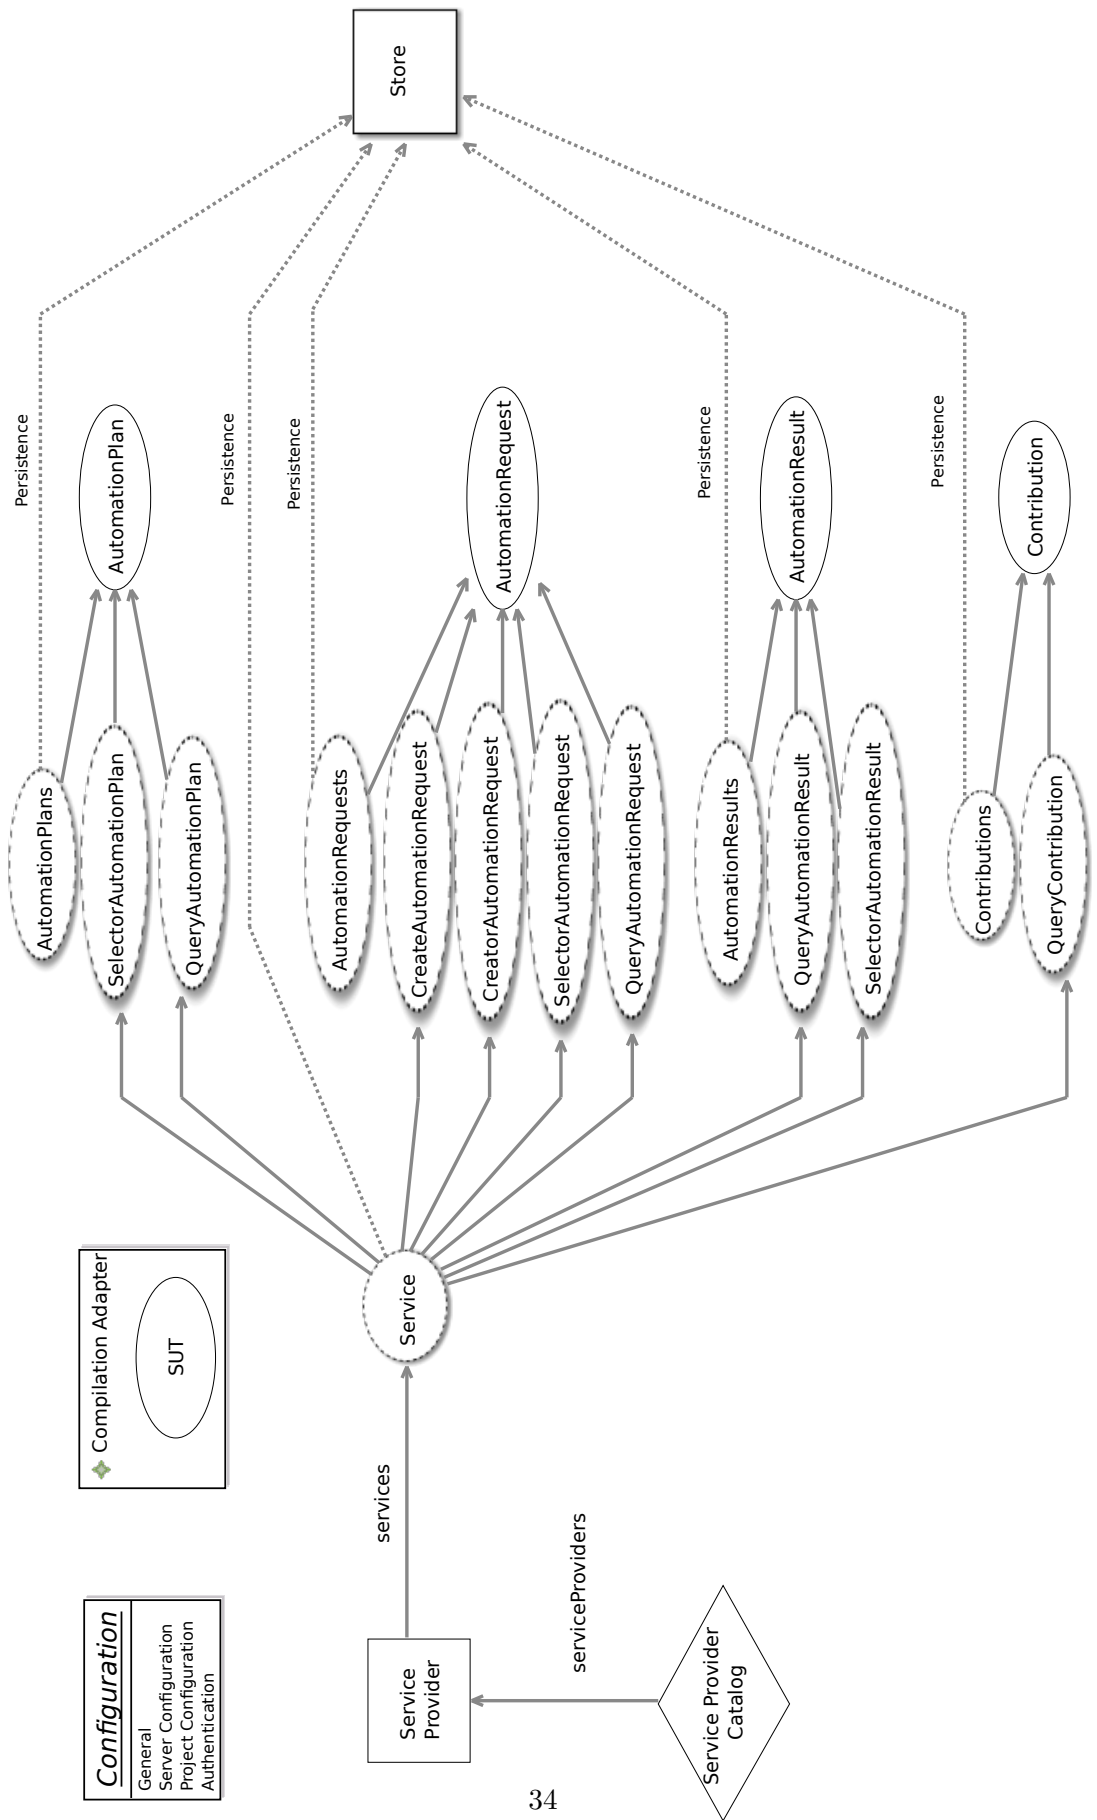 Configuration
General
Server Configuration
Project Configuration
Authentication
Compilation Adapter
SUT
Service Provider
Catalog
serviceProviders
Service
Provider
services
Service
AutomationPlans
SelectorAutomationPlan
QueryAutomationPlan
AutomationRequests
CreateAutomationRequest
CreatorAutomationRequest
SelectorAutomationRequest
QueryAutomationRequest
AutomationResults
QueryAutomationResult
SelectorAutomationResult
Contributions
QueryContribution
AutomationPlan
AutomationRequest
AutomationResult
Contribution
Persistence
Persistence
Persistence
Persistence
Persistence
Store
34